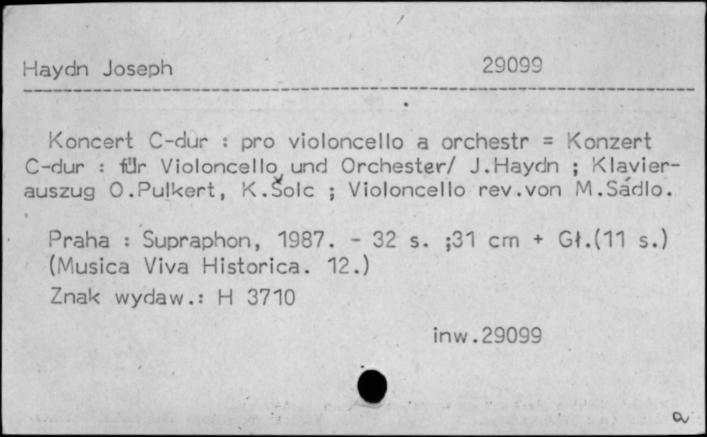 Haydn Joseph 29099
Koncert C-dur : pro violoncello a orchestr = Konzert
C-dur : für Violoncello und Orchester/ J.Haydn ; Klavier-
auszug O.Pulkert, K.Šolc ; Violoncello rev.von M.Sádlo.
Praha : Supraphon, 1987. - 32 s. ;31 cm + Gł.(11 s.)
(Musica Viva Historica. 12.)
Znak wydaw.: H 3710
inw.29099
a